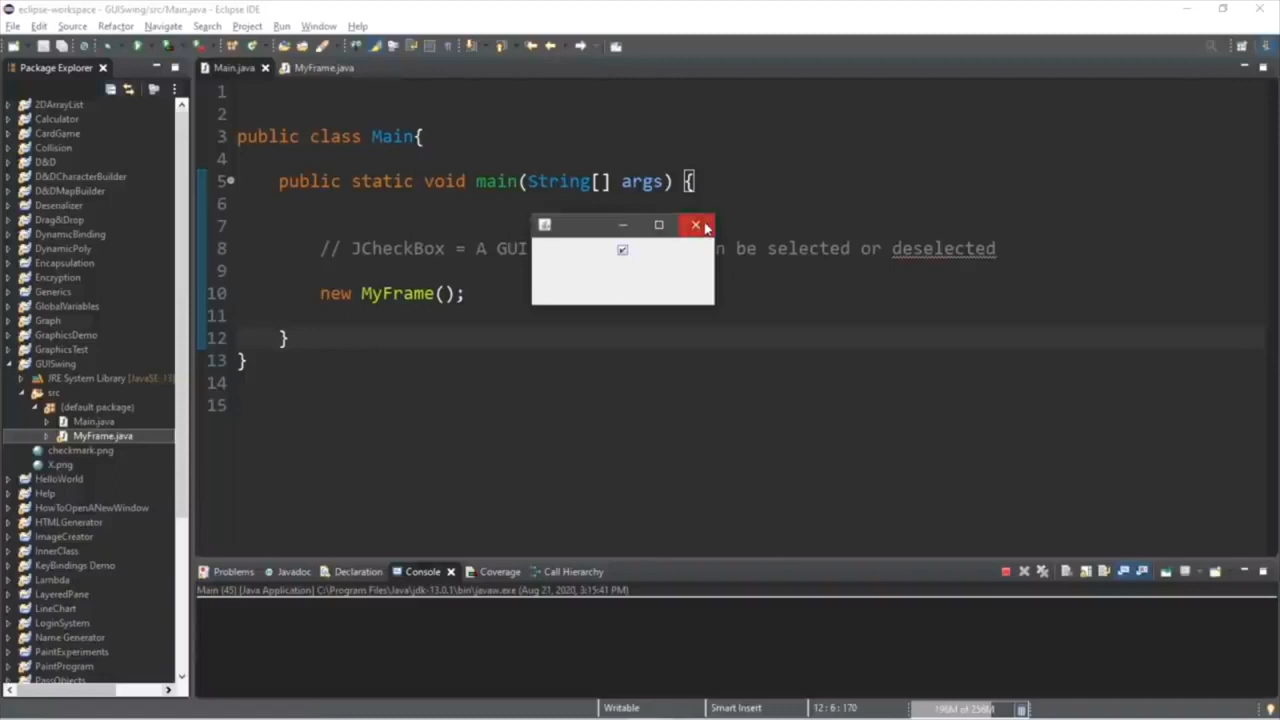 eclipse-workspace - GUISwing/src/Main.java - Eclipse IDE
File Edit Source Refactor Navigate Search Project Run Window Help
Package Explorer
Main.java
MyFrame.java
2DArrayList
Calculator
CardGame
Collision
D&D
D&DCharacterBuilder
D&DMapBuilder
Deserializer
Drag&Drop
DynamicBinding
DynamicPoly
Encapsulation
Encryption
Generics
GlobalVariables
Graph
GraphicsDemo
GraphicsTest
GUISwing
JRE System Library [JavaSE-13]
src
(default package)
Main.java
MyFrame.java
checkmark.png
X.png
HelloWorld
Help
HowToOpenANewWindow
HTMLGenerator
ImageCreator
InnerClass
KeyBindings Demo
Lambda
LayeredPane
LineChart
LoginSystem
Name Generator
PaintExperiments
PaintProgram
PassObjects
1
2
3 public class Main{
4
5 public static void main(String[] args) {
6
7
8 // JCheckBox = A GUI n be selected or deselected
9
10 new MyFrame();
11
12 }
13 }
14
15
Problems Javadoc Declaration Console Coverage Call Hierarchy
Main (45) [Java Application] C:\Program Files\Java\jdk-13.0.1\bin\javaw.exe (Aug 21, 2020, 3:15:41 PM)
Writable Smart Insert 12 : 6 : 170 196M of 256M